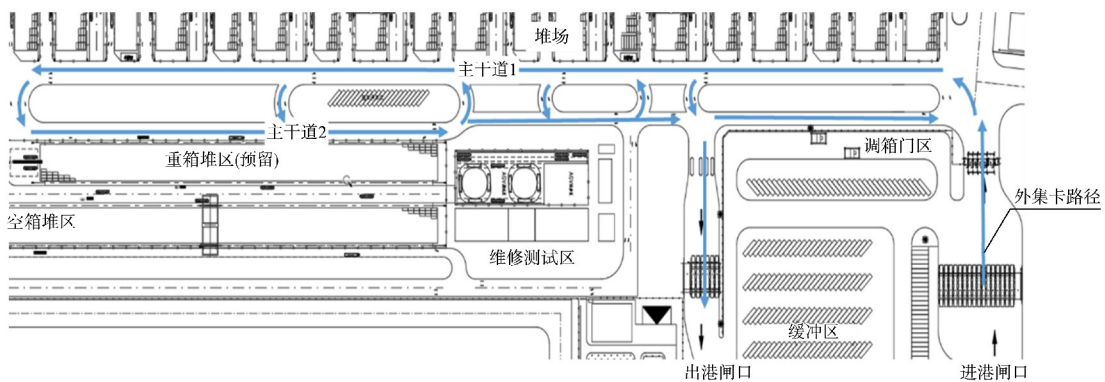 堆场
主干道1
主干道2
重箱堆区(预留)
调箱门区
外集卡路径
空箱堆区
维修测试区
缓冲区
出港闸口
进港闸口